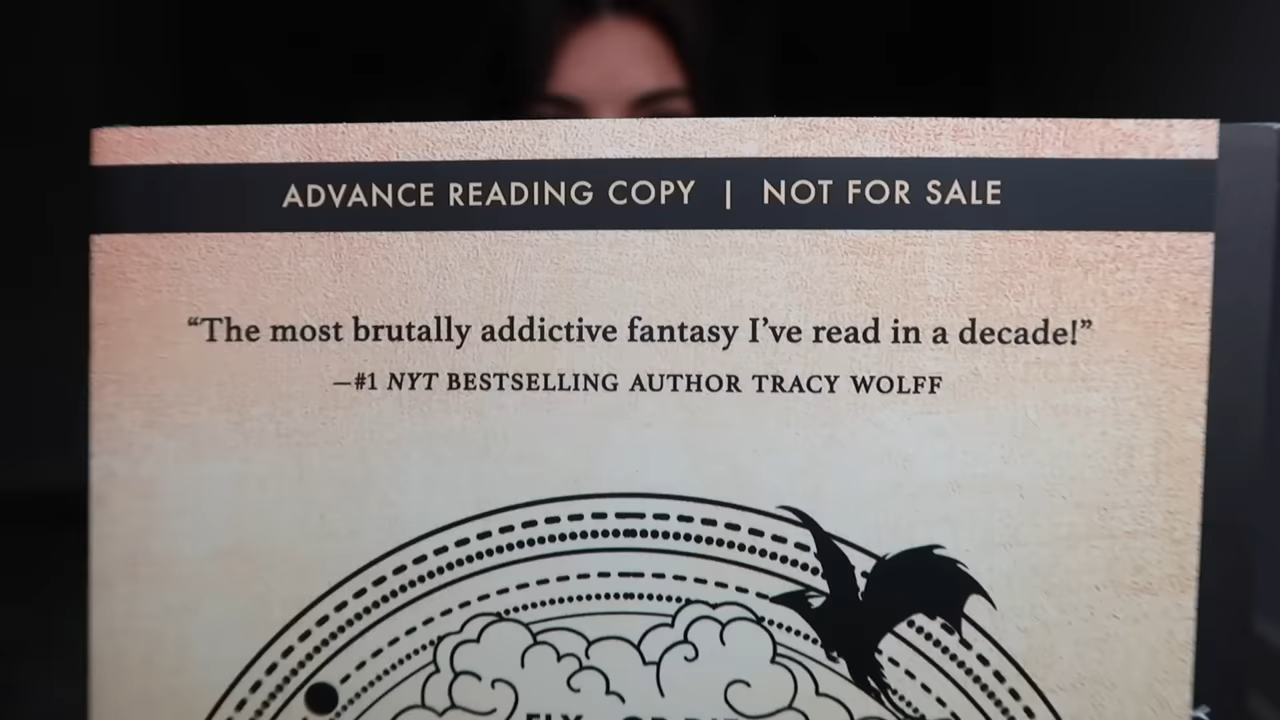 ADVANCE READING COPY | NOT FOR SALE
“The most brutally addictive fantasy I’ve read in a decade!”
—#1 NYT BESTSELLING AUTHOR TRACY WOLFF